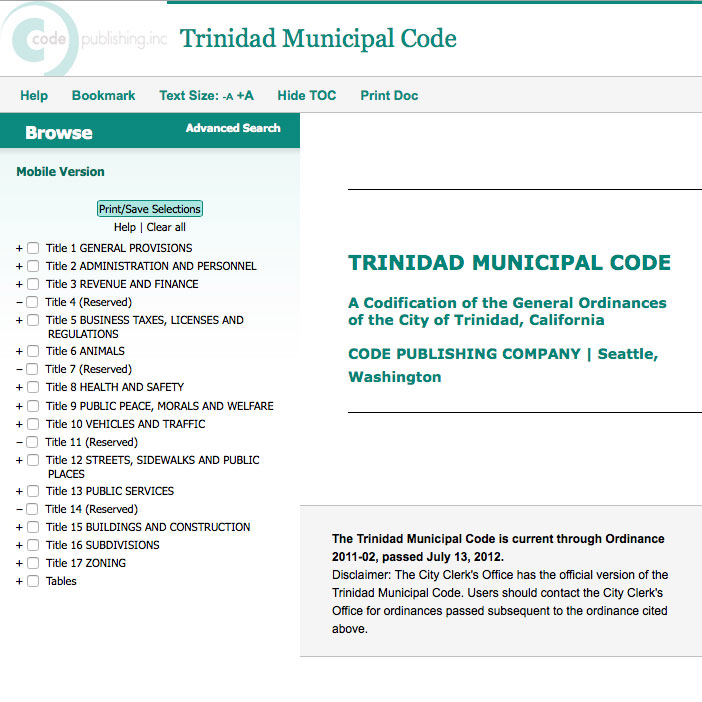 code publishing,inc
Trinidad Municipal Code
Help Bookmark Text Size: -A +A Hide TOC Print Doc
Browse Advanced Search
Mobile Version
Print/Save Selections
Help | Clear all
+ Title 1 GENERAL PROVISIONS
+ Title 2 ADMINISTRATION AND PERSONNEL
+ Title 3 REVENUE AND FINANCE
– Title 4 (Reserved)
+ Title 5 BUSINESS TAXES, LICENSES AND
REGULATIONS
+ Title 6 ANIMALS
– Title 7 (Reserved)
+ Title 8 HEALTH AND SAFETY
+ Title 9 PUBLIC PEACE, MORALS AND WELFARE
+ Title 10 VEHICLES AND TRAFFIC
– Title 11 (Reserved)
+ Title 12 STREETS, SIDEWALKS AND PUBLIC
PLACES
+ Title 13 PUBLIC SERVICES
– Title 14 (Reserved)
+ Title 15 BUILDINGS AND CONSTRUCTION
+ Title 16 SUBDIVISIONS
+ Title 17 ZONING
+ Tables
TRINIDAD MUNICIPAL CODE
A Codification of the General Ordinances
of the City of Trinidad, California
CODE PUBLISHING COMPANY | Seattle,
Washington
The Trinidad Municipal Code is current through Ordinance
2011-02, passed July 13, 2012.
Disclaimer: The City Clerk's Office has the official version of the
Trinidad Municipal Code. Users should contact the City Clerk's
Office for ordinances passed subsequent to the ordinance cited
above.